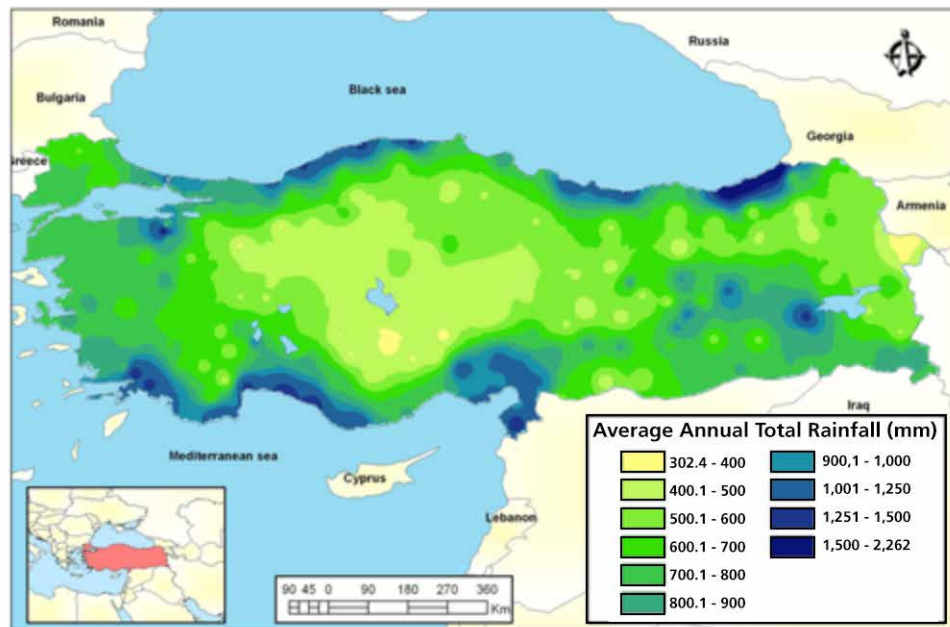 Romania
Russia
Bulgaria
Black sea
Georgia
Greece
Armenia
Mediterranean sea
Cyprus
Lebanon
Iraq
Average Annual Total Rainfall (mm)
302.4 - 400
400.1 - 500
500.1 - 600
600.1 - 700
700.1 - 800
800.1 - 900
900,1 - 1,000
1,001 - 1,250
1,251 - 1,500
1,500 - 2,262
90 45 0 90 180 270 360
Km